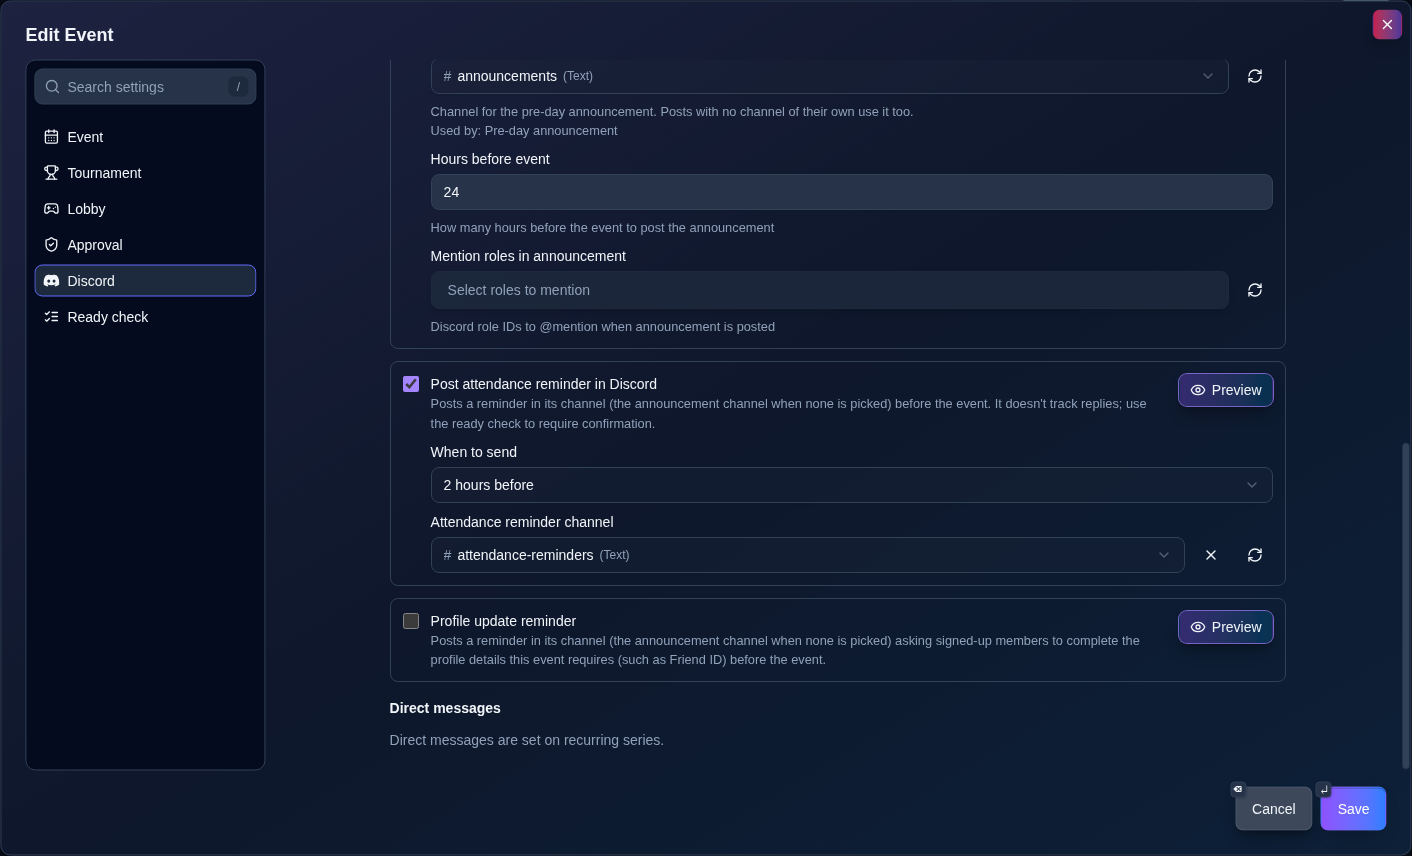 Edit Event
Search settings /
Event
Tournament
Lobby
Approval
Discord
Ready check
# announcements (Text)
Channel for the pre-day announcement. Posts with no channel of their own use it too.
Used by: Pre-day announcement
Hours before event
24
How many hours before the event to post the announcement
Mention roles in announcement
Select roles to mention
Discord role IDs to @mention when announcement is posted
Post attendance reminder in Discord
Preview
Posts a reminder in its channel (the announcement channel when none is picked) before the event. It doesn't track replies; use
the ready check to require confirmation.
When to send
2 hours before
Attendance reminder channel
# attendance-reminders (Text)
Profile update reminder
Preview
Posts a reminder in its channel (the announcement channel when none is picked) asking signed-up members to complete the
profile details this event requires (such as Friend ID) before the event.
Direct messages
Direct messages are set on recurring series.
Cancel
Save